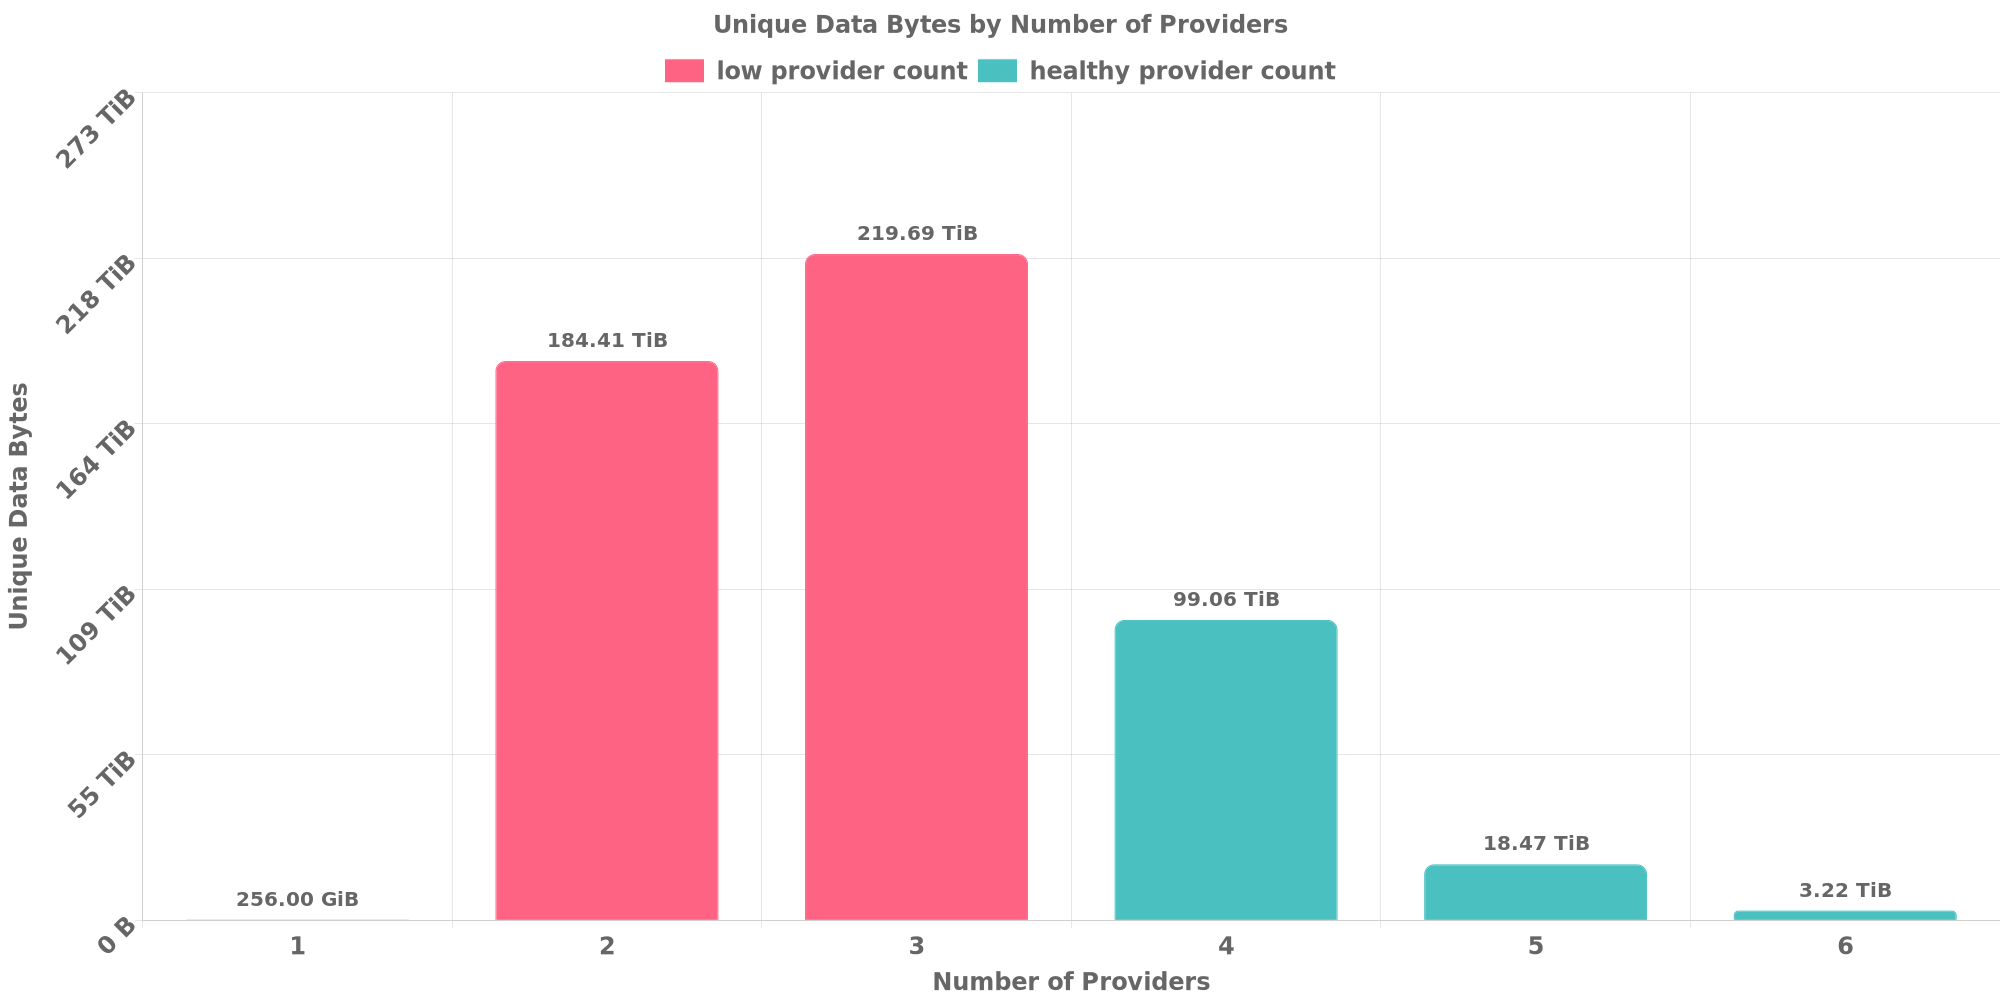 Unique Data Bytes by Number of Providers
low provider count
healthy provider count
Unique Data Bytes
273 TiB
218 TiB
164 TiB
109 TiB
55 TiB
0 B
256.00 GiB
184.41 TiB
219.69 TiB
99.06 TiB
18.47 TiB
3.22 TiB
1 2 3 4 5 6
Number of Providers